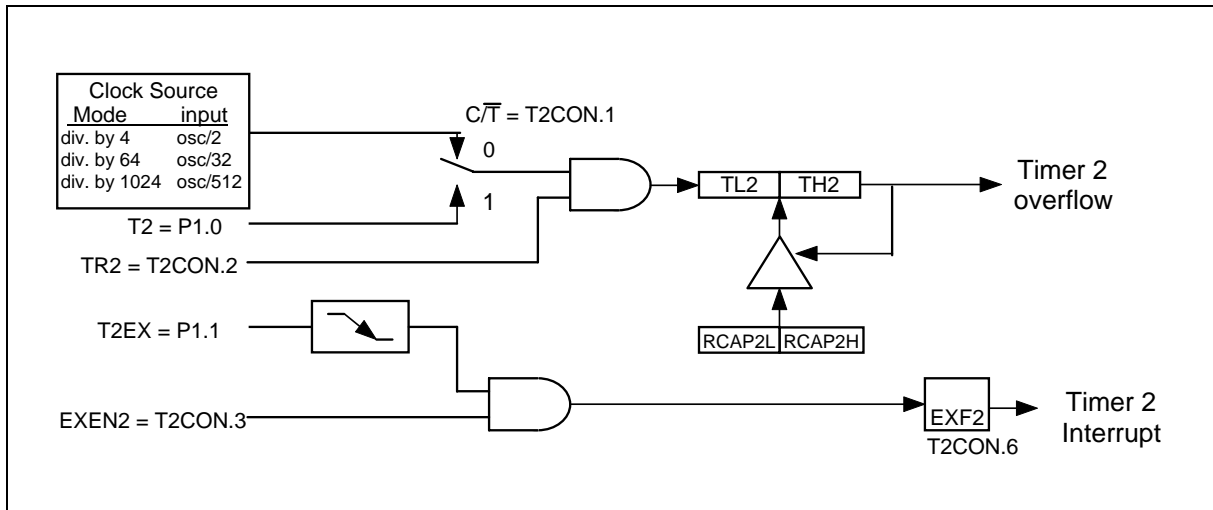 Clock Source
Mode input
div. by 4 osc/2
div. by 64 osc/32
div. by 1024 osc/512
C/T̅ = T2CON.1
0
1
T2 = P1.0
TR2 = T2CON.2
TL2 TH2
Timer 2
overflow
T2EX = P1.1
RCAP2L RCAP2H
EXEN2 = T2CON.3
EXF2
T2CON.6
Timer 2
Interrupt